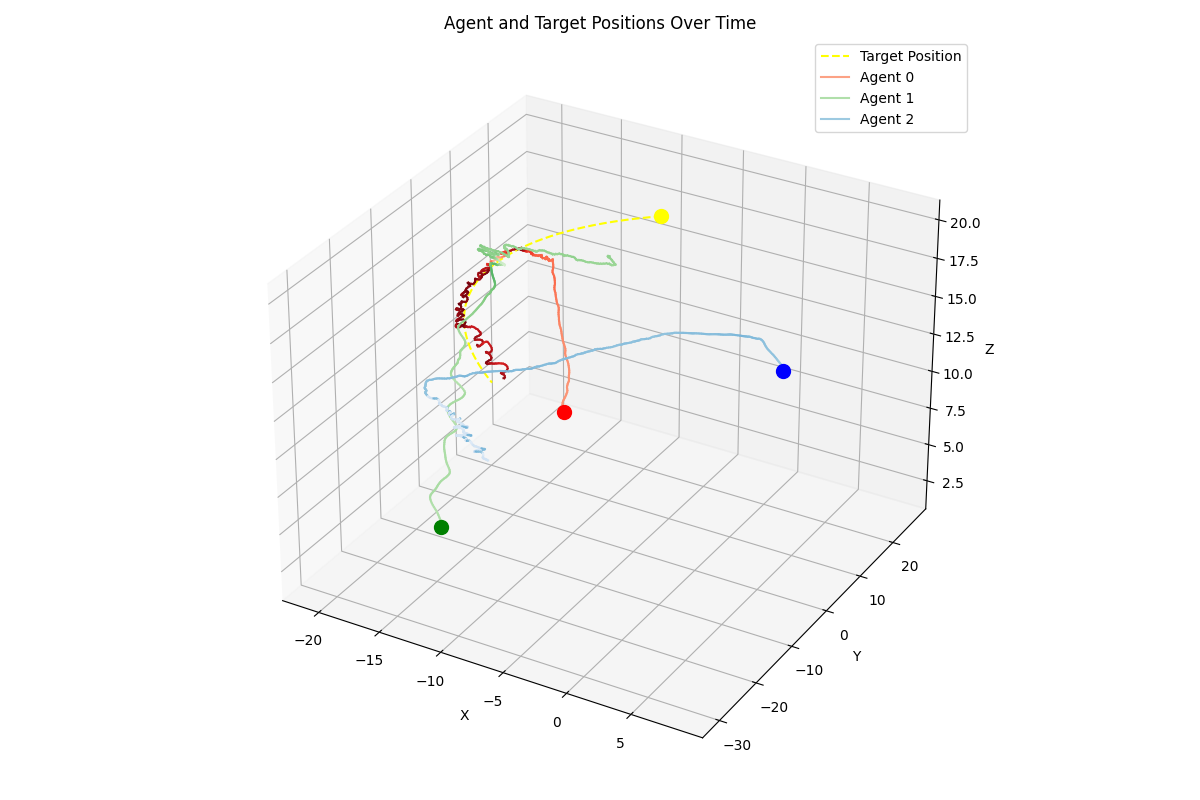 Agent and Target Positions Over Time
Target Position
Agent 0
Agent 1
Agent 2
20.0
17.5
15.0
12.5
10.0
7.5
5.0
2.5
Z
20
10
0
−10
−20
−30
Y
−20
−15
−10
−5
0
5
X